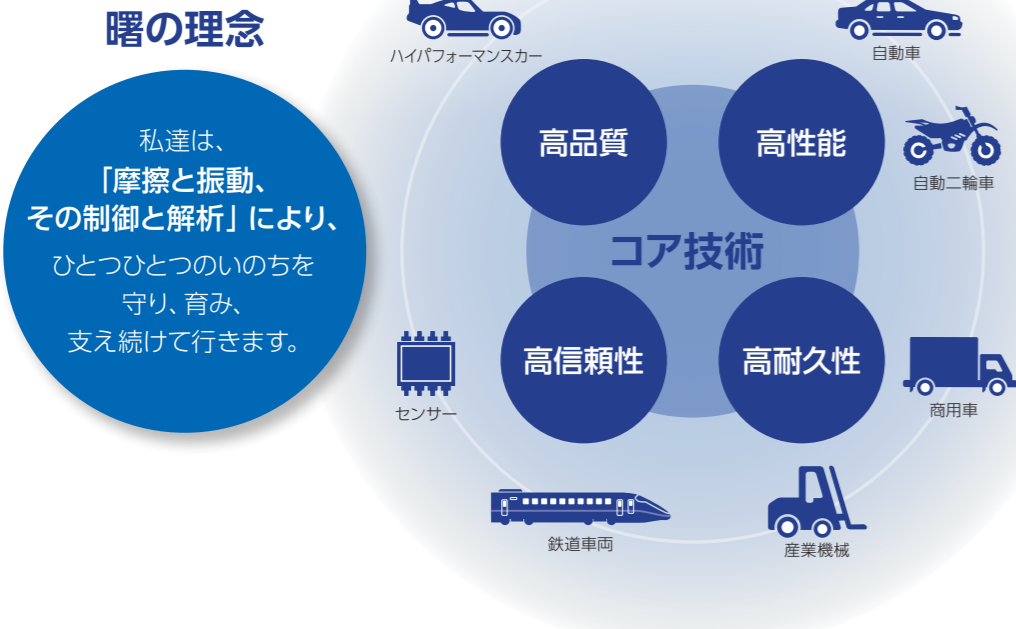 曙の理念
私達は、
「摩擦と振動、
その制御と解析」により、
ひとつひとつのいのちを
守り、育み、
支え続けて行きます。
ハイパフォーマンスカー
自動車
高品質
高性能
自動二輪車
コア技術
高信頼性
高耐久性
センサー
商用車
鉄道車両
産業機械